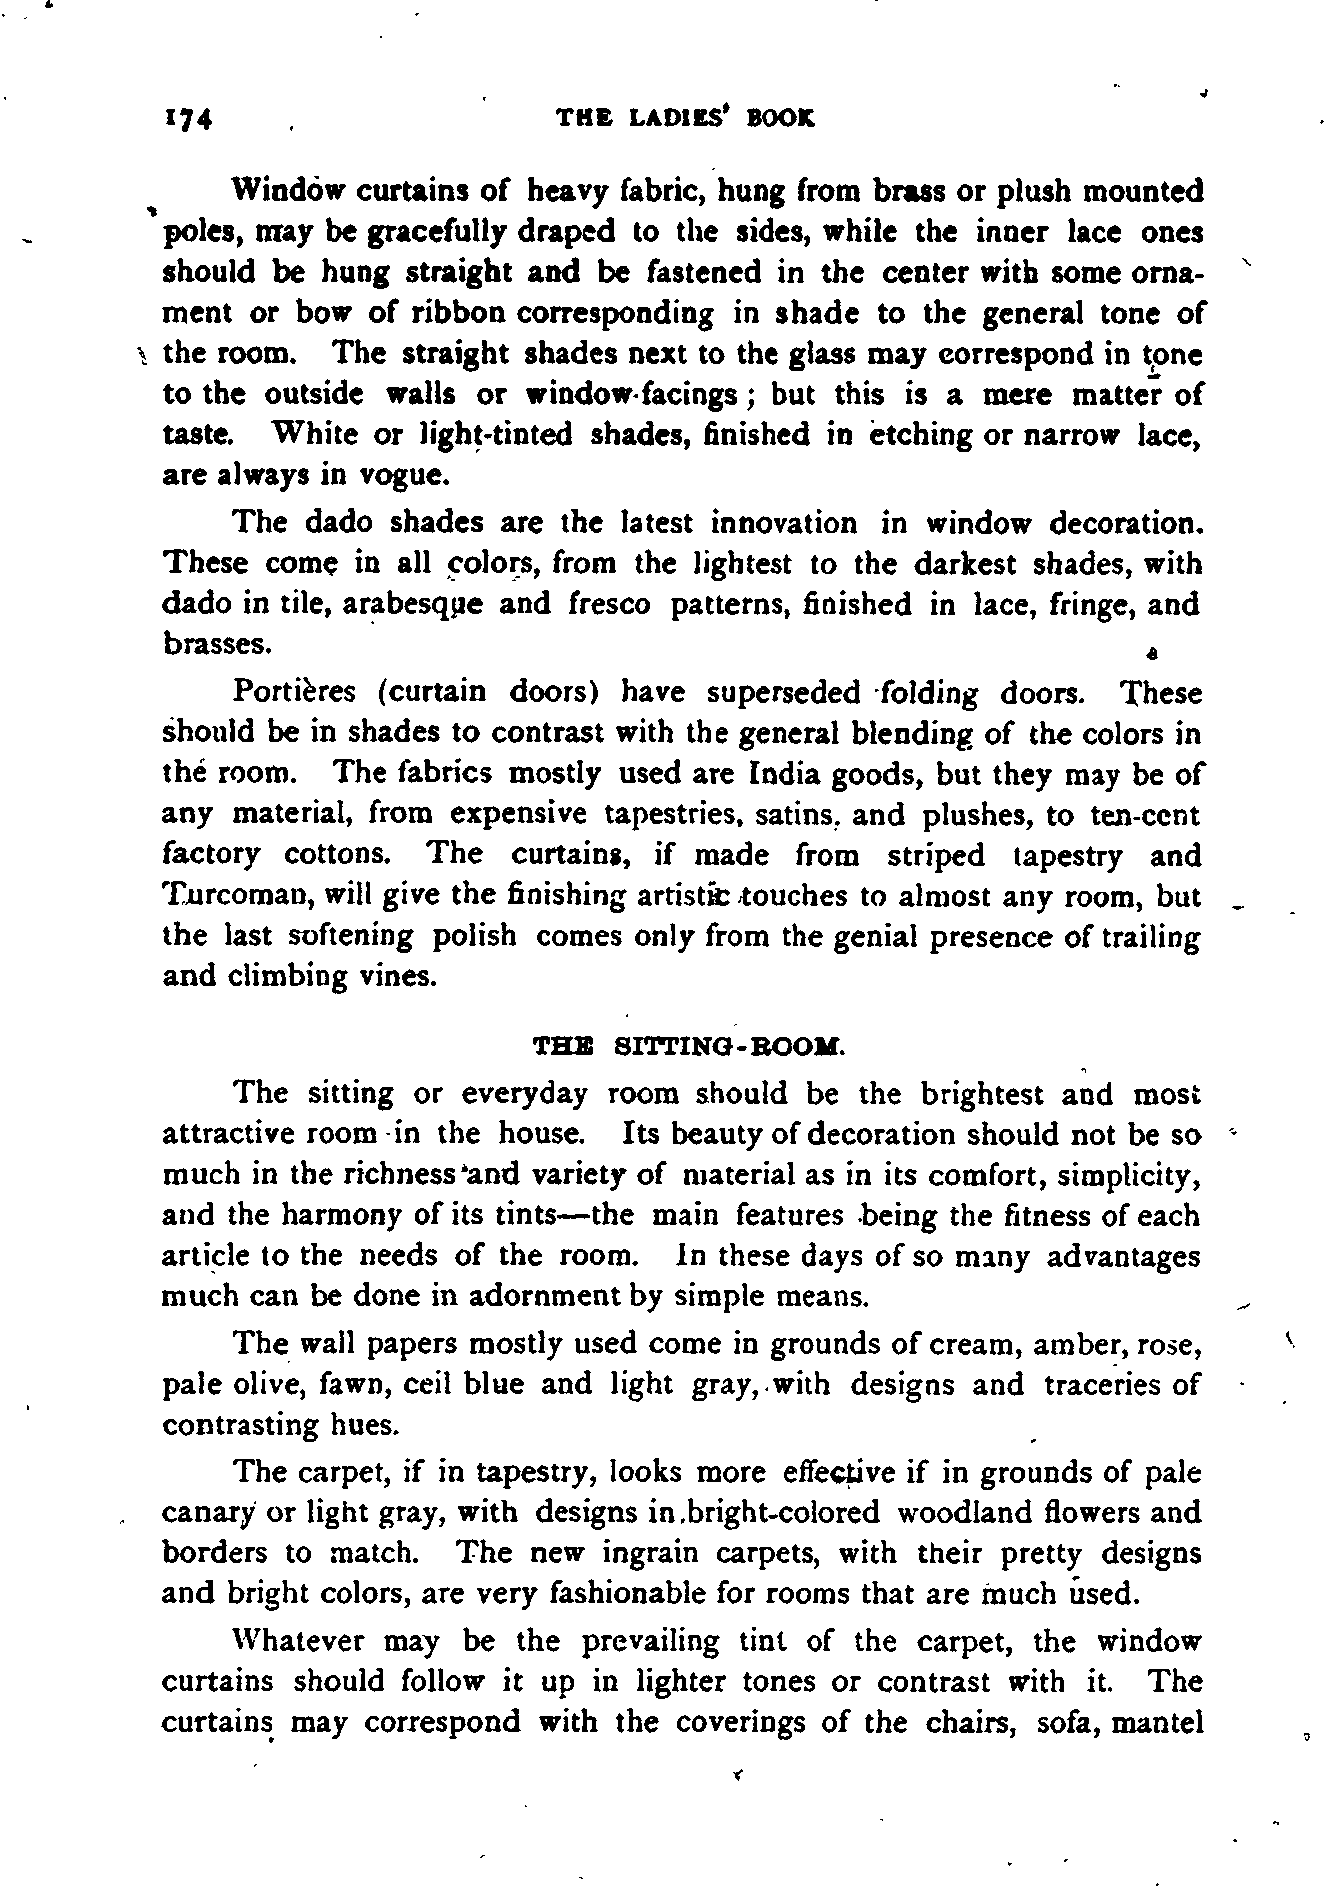 174 THE LADIES' BOOK
Window curtains of heavy fabric, hung from brass or plush mounted
poles, may be gracefully draped to the sides, while the inner lace ones
should be hung straight and be fastened in the center with some orna-
ment or bow of ribbon corresponding in shade to the general tone of
the room. The straight shades next to the glass may correspond in tone
to the outside walls or window-facings; but this is a mere matter of
taste. White or light-tinted shades, finished in etching or narrow lace,
are always in vogue.
The dado shades are the latest innovation in window decoration.
These come in all colors, from the lightest to the darkest shades, with
dado in tile, arabesque and fresco patterns, finished in lace, fringe, and
brasses.
Portières (curtain doors) have superseded folding doors. These
should be in shades to contrast with the general blending of the colors in
the room. The fabrics mostly used are India goods, but they may be of
any material, from expensive tapestries, satins, and plushes, to ten-cent
factory cottons. The curtains, if made from striped tapestry and
Turcoman, will give the finishing artistic touches to almost any room, but
the last softening polish comes only from the genial presence of trailing
and climbing vines.
THE SITTING-ROOM.
The sitting or everyday room should be the brightest and most
attractive room in the house. Its beauty of decoration should not be so
much in the richness and variety of material as in its comfort, simplicity,
and the harmony of its tints—the main features being the fitness of each
article to the needs of the room. In these days of so many advantages
much can be done in adornment by simple means.
The wall papers mostly used come in grounds of cream, amber, rose,
pale olive, fawn, ceil blue and light gray, with designs and traceries of
contrasting hues.
The carpet, if in tapestry, looks more effective if in grounds of pale
canary or light gray, with designs in bright-colored woodland flowers and
borders to match. The new ingrain carpets, with their pretty designs
and bright colors, are very fashionable for rooms that are much used.
Whatever may be the prevailing tint of the carpet, the window
curtains should follow it up in lighter tones or contrast with it. The
curtains may correspond with the coverings of the chairs, sofa, mantel